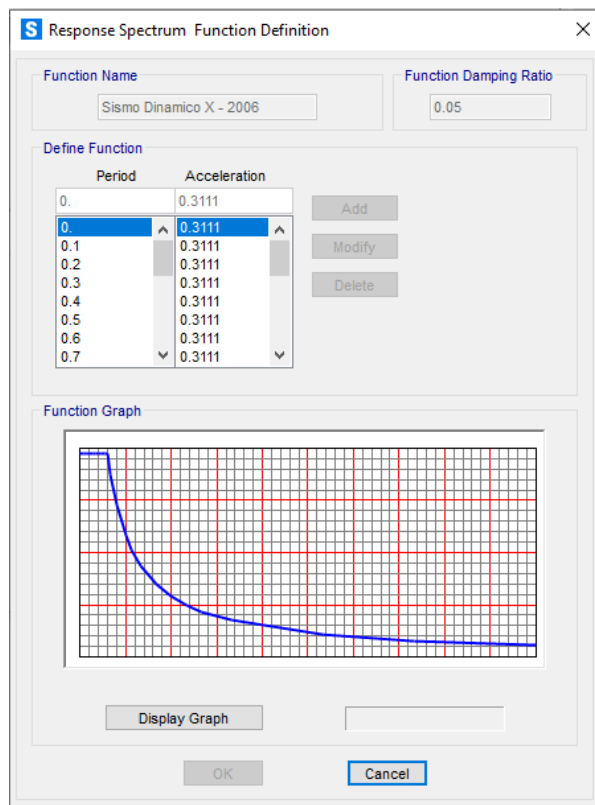 S Response Spectrum Function Definition
Function Name
Function Damping Ratio
Sismo Dinamico X - 2006
0.05
Define Function
Period Acceleration
0. 0.3111
Add
0. 0.3111
0.1 0.3111
Modify
0.2 0.3111
0.3 0.3111
Delete
0.4 0.3111
0.5 0.3111
0.6 0.3111
0.7 0.3111
Function Graph
Display Graph
OK Cancel